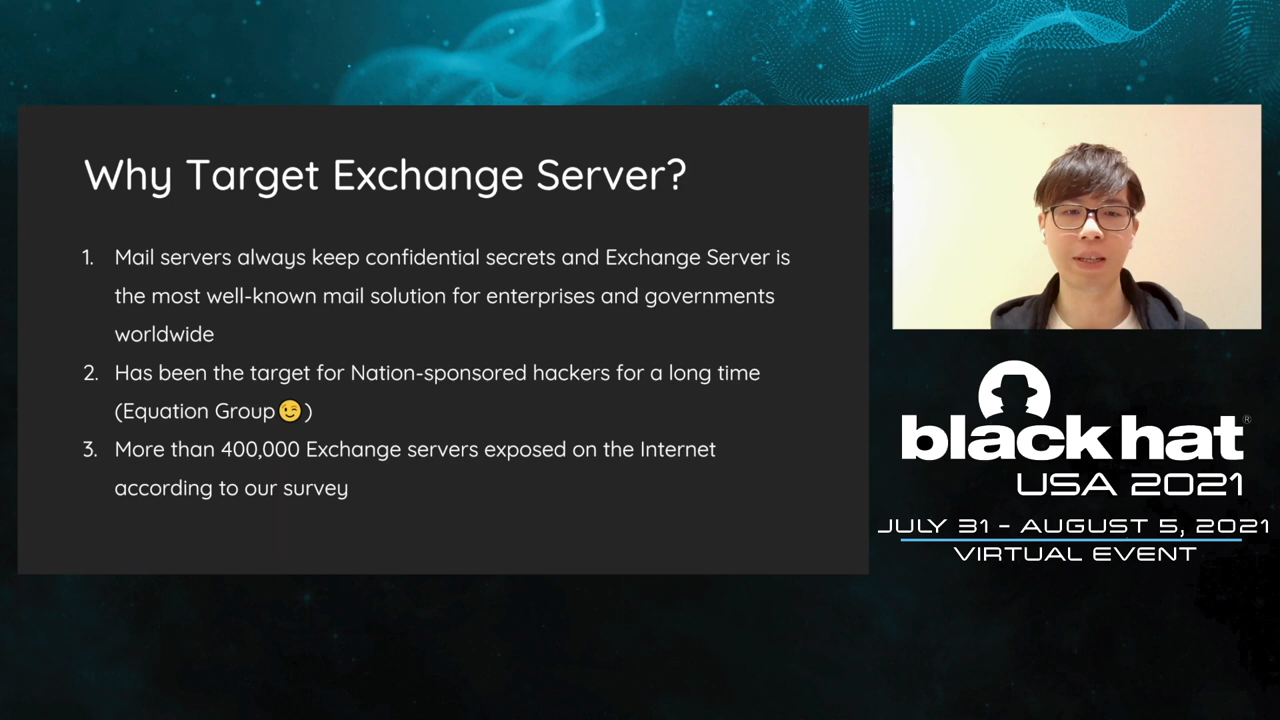 Why Target Exchange Server?
1. Mail servers always keep confidential secrets and Exchange Server is
the most well-known mail solution for enterprises and governments
worldwide
2. Has been the target for Nation-sponsored hackers for a long time
(Equation Group😉)
3. More than 400,000 Exchange servers exposed on the Internet
according to our survey
black hat®
USA 2021
JULY 31 - AUGUST 5, 2021
VIRTUAL EVENT